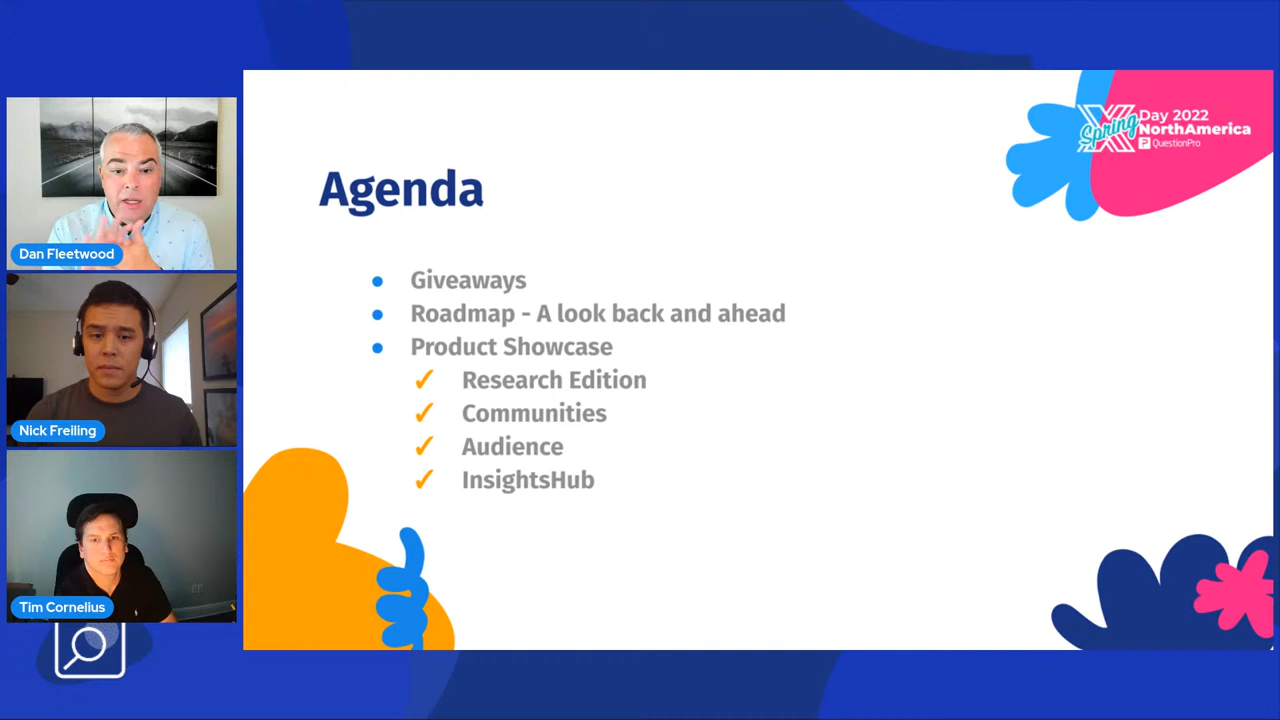 Dan Fleetwood
Nick Freiling
Tim Cornelius
Agenda
Giveaways
Roadmap - A look back and ahead
Product Showcase
Research Edition
Communities
Audience
InsightsHub
Spring X Day 2022
NorthAmerica
QuestionPro